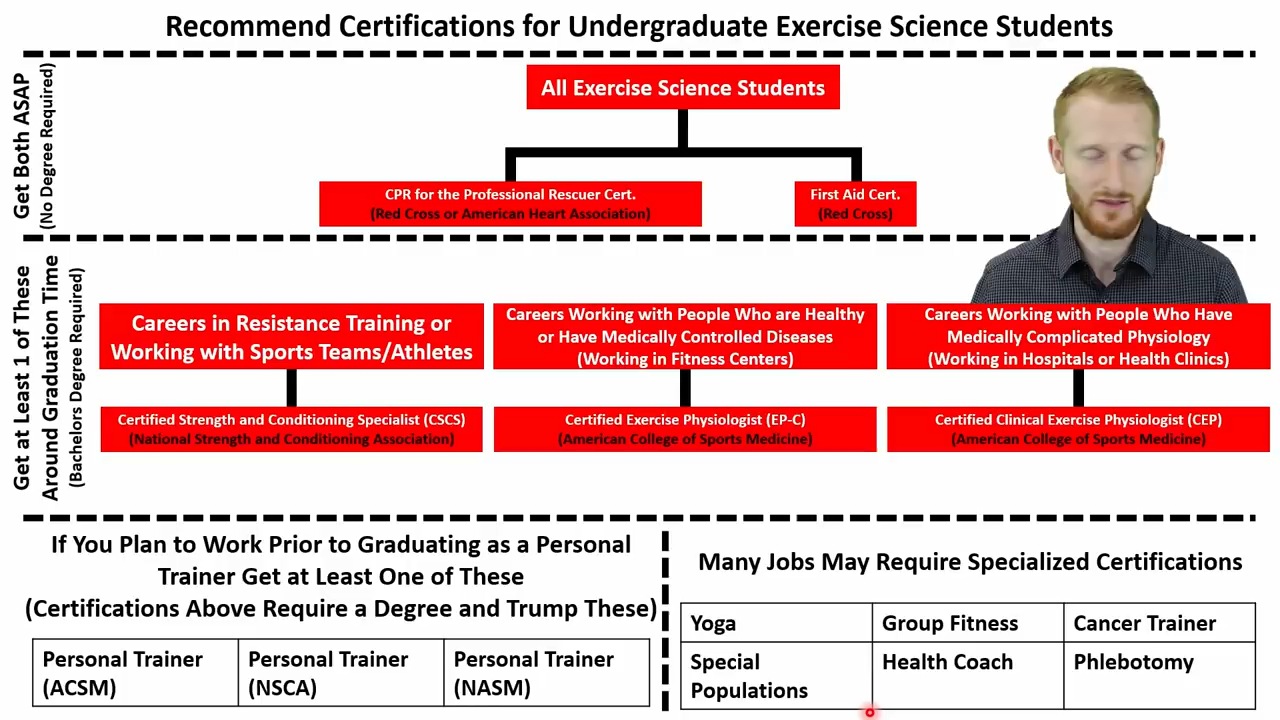 Recommend Certifications for Undergraduate Exercise Science Students
Get Both ASAP
(No Degree Required)
All Exercise Science Students
CPR for the Professional Rescuer Cert.
(Red Cross or American Heart Association)
First Aid Cert.
(Red Cross)
Get at Least 1 of These
Around Graduation Time
(Bachelors Degree Required)
Careers in Resistance Training or
Working with Sports Teams/Athletes
Certified Strength and Conditioning Specialist (CSCS)
(National Strength and Conditioning Association)
Careers Working with People Who are Healthy
or Have Medically Controlled Diseases
(Working in Fitness Centers)
Certified Exercise Physiologist (EP-C)
(American College of Sports Medicine)
Careers Working with People Who Have
Medically Complicated Physiology
(Working in Hospitals or Health Clinics)
Certified Clinical Exercise Physiologist (CEP)
(American College of Sports Medicine)
If You Plan to Work Prior to Graduating as a Personal
Trainer Get at Least One of These
(Certifications Above Require a Degree and Trump These)
Personal Trainer
(ACSM)
Personal Trainer
(NSCA)
Personal Trainer
(NASM)
Many Jobs May Require Specialized Certifications
Yoga
Group Fitness
Cancer Trainer
Special
Populations
Health Coach
Phlebotomy